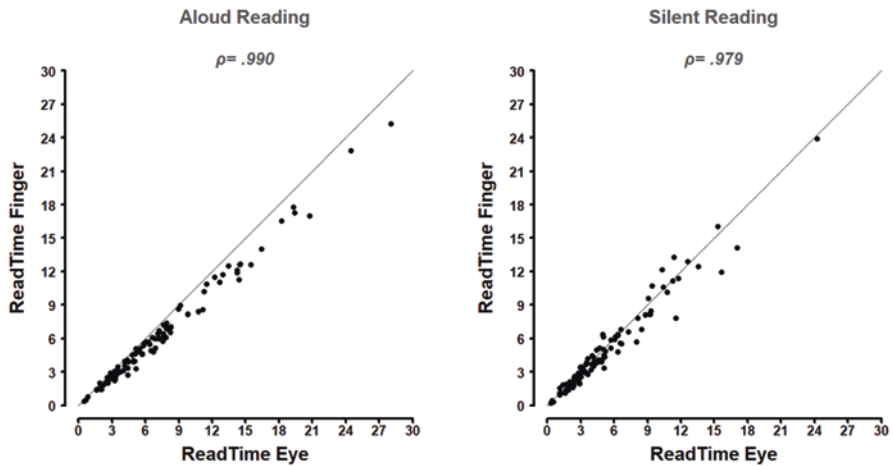 Aloud Reading
ρ= .990
30
27
24
21
18
15
12
9
6
3
0
ReadTime Finger
0 3 6 9 12 15 18 21 24 27 30
ReadTime Eye
Silent Reading
ρ= .979
30
27
24
21
18
15
12
9
6
3
0
ReadTime Finger
0 3 6 9 12 15 18 21 24 27 30
ReadTime Eye